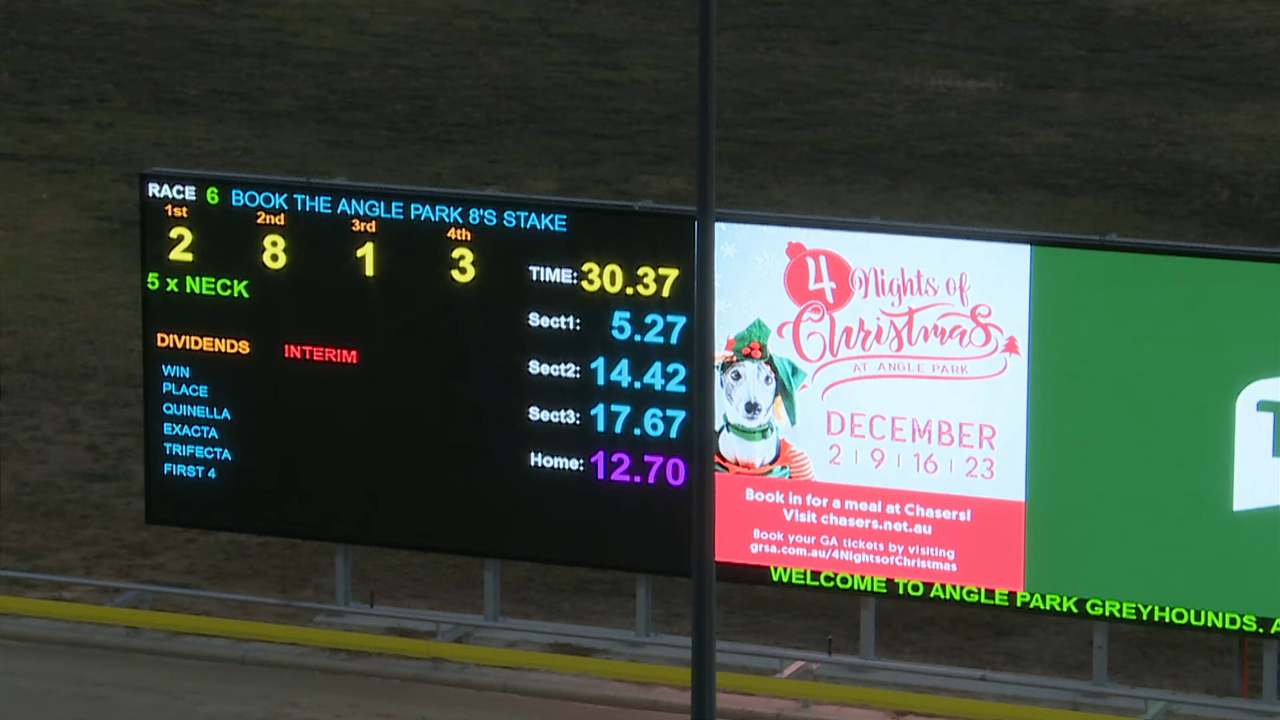 RACE 6 BOOK THE ANGLE PARK 8'S STAKE
1st 2nd 3rd 4th
2 8 1 3
5 x NECK
TIME: 30.37
Sect1: 5.27
Sect2: 14.42
Sect3: 17.67
Home: 12.70
DIVIDENDS INTERIM
WIN
PLACE
QUINELLA
EXACTA
TRIFECTA
FIRST 4
4 Nights of
Christmas
AT ANGLE PARK
DECEMBER
2 | 9 | 16 | 23
Book in for a meal at Chasers!
Visit chasers.net.au
Book your GA tickets by visiting
grsa.com.au/4NightsofChristmas
WELCOME TO ANGLE PARK GREYHOUNDS.